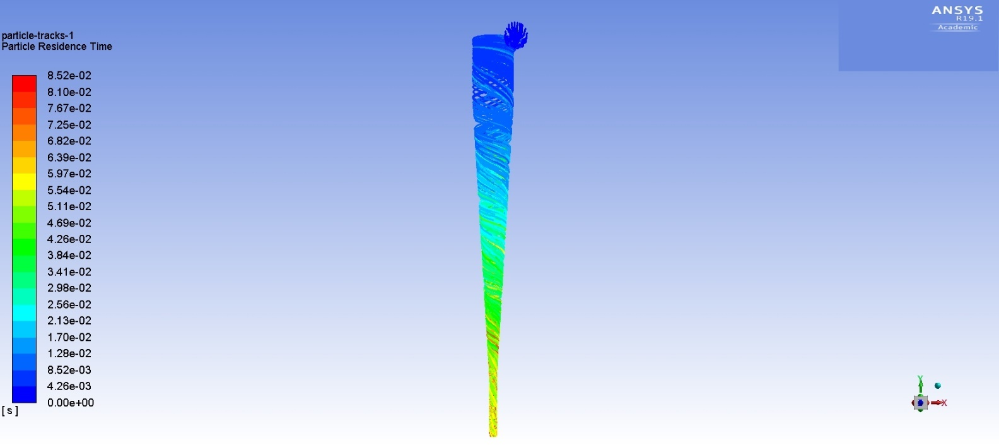 ANSYS
R19.1
Academic
particle-tracks-1
Particle Residence Time
8.52e-02
8.10e-02
7.67e-02
7.25e-02
6.82e-02
6.39e-02
5.97e-02
5.54e-02
5.11e-02
4.69e-02
4.26e-02
3.84e-02
3.41e-02
2.98e-02
2.56e-02
2.13e-02
1.70e-02
1.28e-02
8.52e-03
4.26e-03
0.00e+00
[s]
Y
X